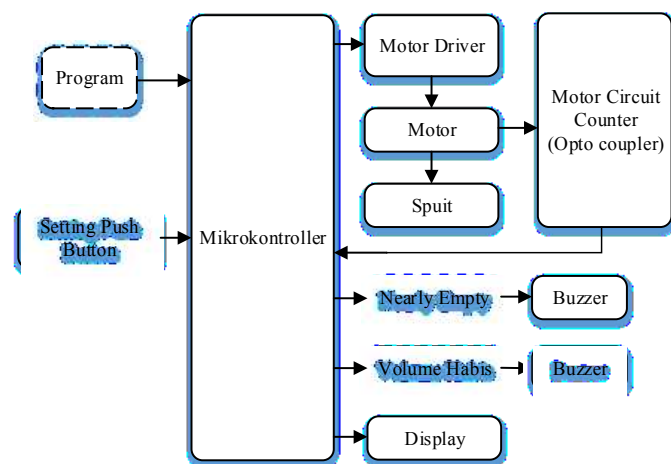 Program
Setting Push
Button
Mikrokontroller
Motor Driver
Motor
Spuit
Motor Circuit
Counter
(Opto coupler)
Nearly Empty
Buzzer
Volume Habis
Buzzer
Display